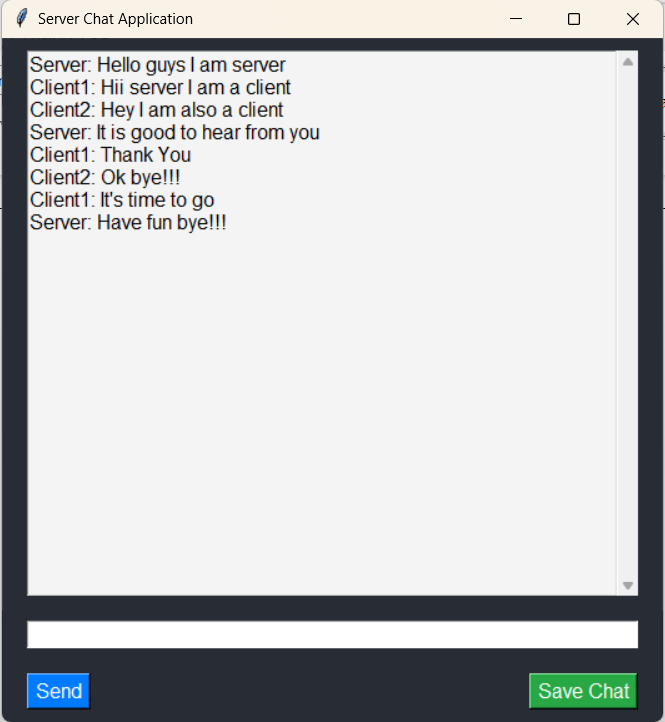 Server Chat Application
Server: Hello guys I am server
Client1: Hii server I am a client
Client2: Hey I am also a client
Server: It is good to hear from you
Client1: Thank You
Client2: Ok bye!!!
Client1: It's time to go
Server: Have fun bye!!!
Send
Save Chat